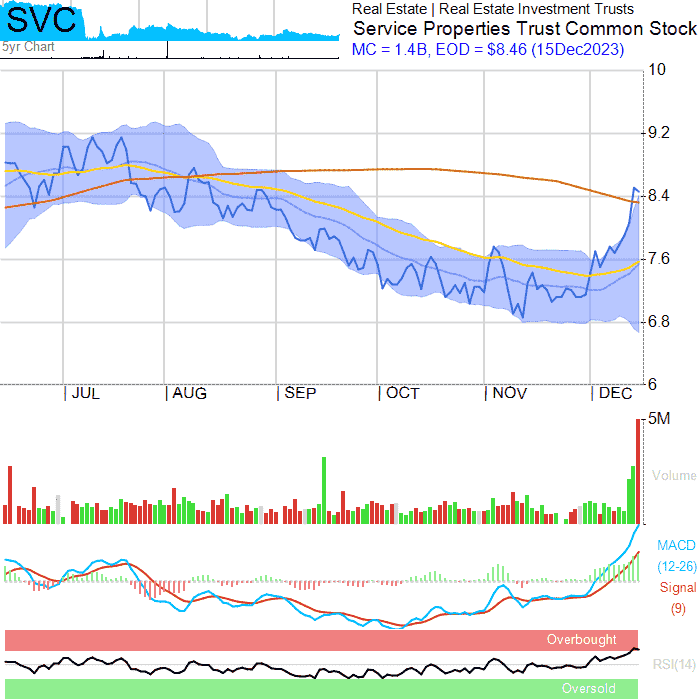 SVC
5yr Chart
Real Estate | Real Estate Investment Trusts
Service Properties Trust Common Stock
MC = 1.4B, EOD = $8.46 (15Dec2023)
10
9.2
8.4
7.6
6.8
6
JUL AUG SEP OCT NOV DEC
5M
Volume
MACD
(12-26)
Signal
(9)
Overbought
RSI(14)
Oversold